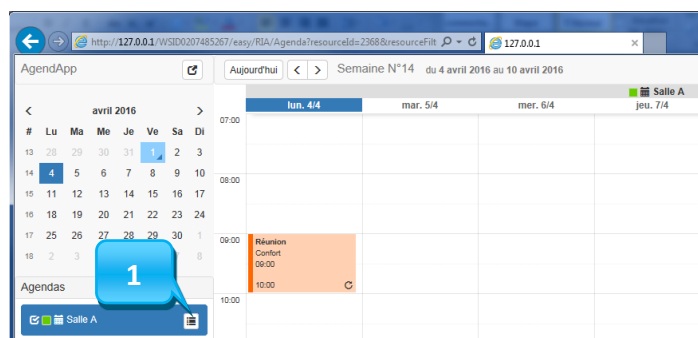 http://127.0.0.1/WSID0207485267/easy/RIA/Agenda?resourceId=2368&resourceFilt
127.0.0.1
AgendApp
Aujourd'hui < > Semaine N°14 du 4 avril 2016 au 10 avril 2016
Salle A
lun. 4/4 mar. 5/4 mer. 6/4 jeu. 7/4
< avril 2016 >
# Lu Ma Me Je Ve Sa Di
13 28 29 30 31 1 2 3
14 4 5 6 7 8 9 10
15 11 12 13 14 15 16 17
16 18 19 20 21 22 23 24
17 25 26 27 28 29 30 1
18 2 3 8
07:00
08:00
09:00
10:00
Réunion
Confort
09:00
10:00
1
Agendas
Salle A